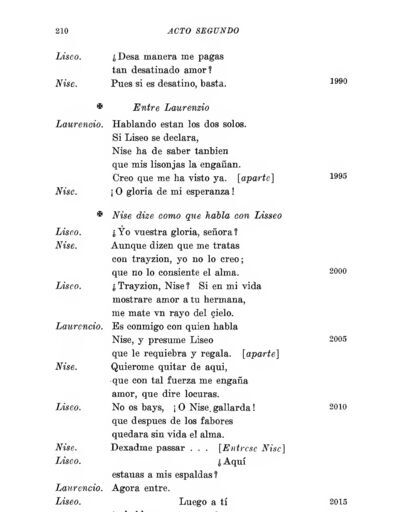 210 ACTO SEGUNDO
Liseo. ¿Desa manera me pagas
tan desatinado amor?
Nise. Pues si es desatino, basta. 1990
✠ Entre Laurenzio
Laurencio. Hablando estan los dos solos.
Si Liseo se declara,
Nise ha de saber tanbien
que mis lisonjas la engañan.
Creo que me ha visto ya. [aparte] 1995
Nise. ¡O gloria de mi esperanza!
✠ Nise dize como que habla con Lisseo
Liseo. ¿Yo vuestra gloria, señora?
Nise. Aunque dizen que me tratas
con trayzion, yo no lo creo;
que no lo consiente el alma. 2000
Liseo. ¿Trayzion, Nise? Si en mi vida
mostrare amor a tu hermana,
me mate vn rayo del çielo.
Laurencio. Es conmigo con quien habla
Nise, y presume Liseo 2005
que le requiebra y regala. [aparte]
Nise. Quierome quitar de aqui,
que con tal fuerza me engaña
amor, que dire locuras.
Liseo. No os bays, ¡O Nise gallarda! 2010
que despues de los fabores
quedara sin vida el alma.
Nise. Dexadme passar . . . [Entrese Nise]
Liseo. ¿Aquí
estauas a mis espaldas?
Laurencio. Agora entre.
Liseo. Luego a tí 2015